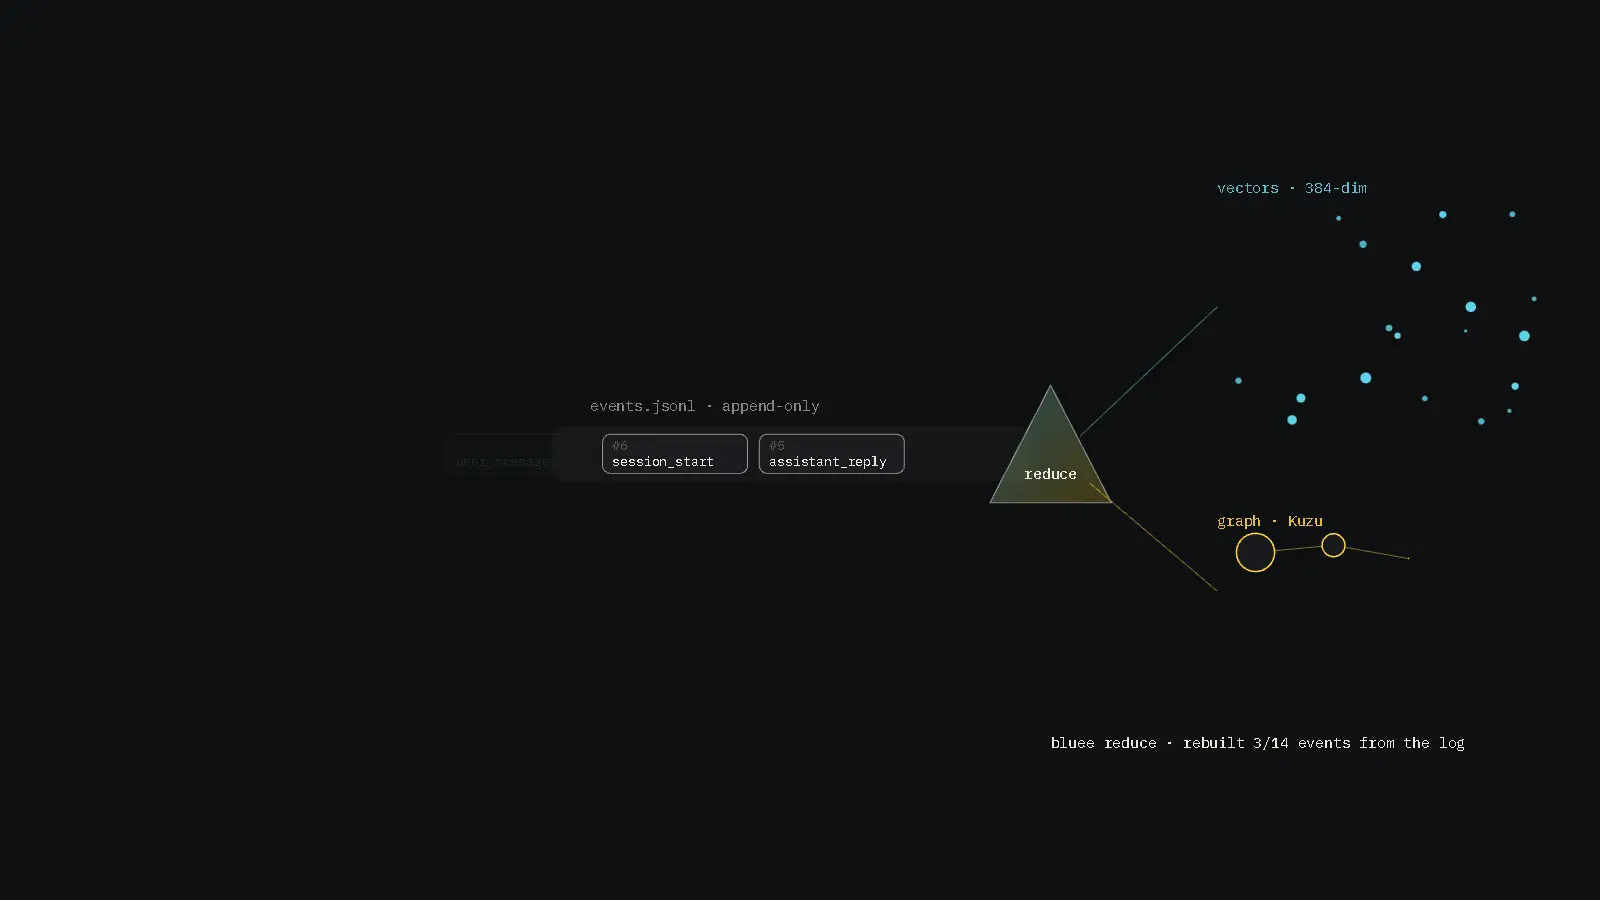 vectors · 384-dim
events.jsonl · append-only
user_message
#6
session_start
#5
assistant_reply
reduce
graph · Kuzu
bluee reduce · rebuilt 3/14 events from the log